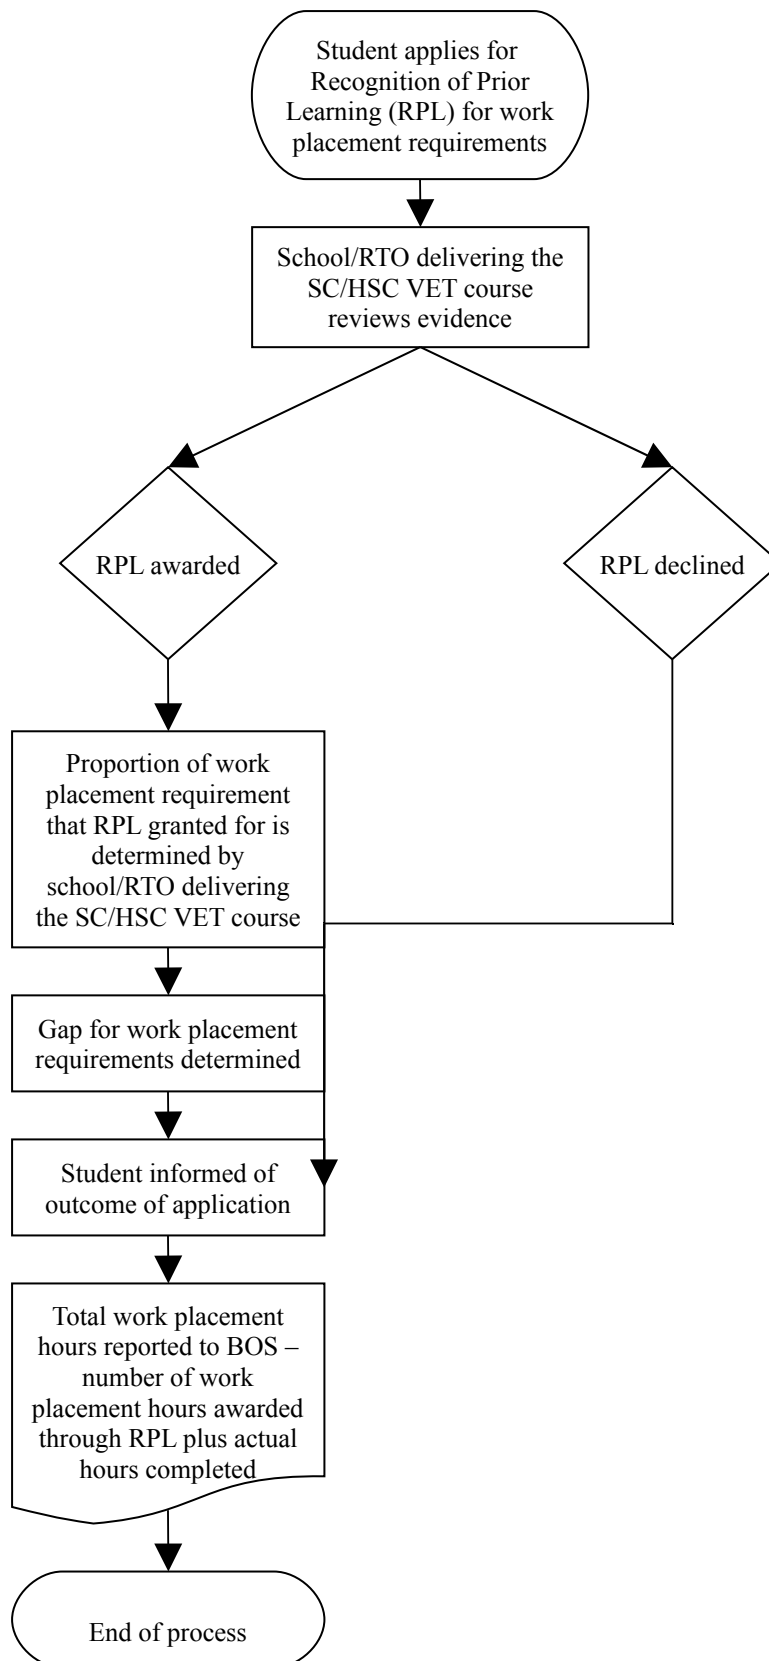 Student applies for
Recognition of Prior
Learning (RPL) for work
placement requirements
School/RTO delivering the
SC/HSC VET course
reviews evidence
RPL awarded
RPL declined
Proportion of work
placement requirement
that RPL granted for is
determined by
school/RTO delivering
the SC/HSC VET course
Gap for work placement
requirements determined
Student informed of
outcome of application
Total work placement
hours reported to BOS –
number of work
placement hours awarded
through RPL plus actual
hours completed
End of process